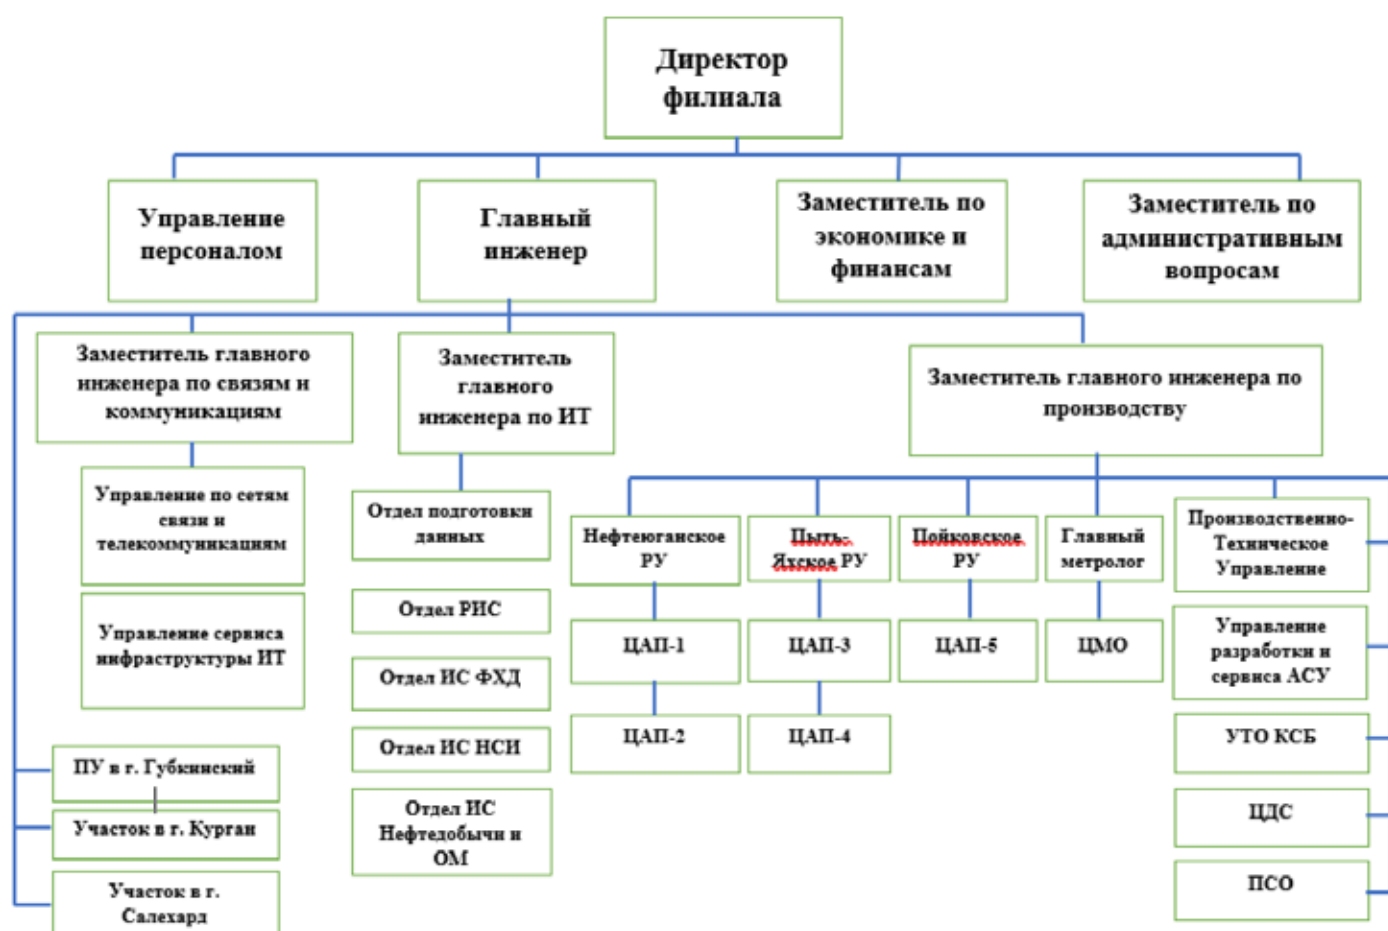 Директор
филиала
Управление
персоналом
Главный
инженер
Заместитель по
экономике и
финансам
Заместитель по
административным
вопросам
Заместитель главного
инженера по связям и
коммуникациям
Заместитель
главного
инженера по ИТ
Заместитель главного инженера по
производству
Управление по сетям
связи и
телекоммуникациям
Управление сервиса
инфраструктуры ИТ
ПУ в г. Губкинский
Участок в г. Курган
Участок в г.
Салехард
Отдел подготовки
данных
Отдел РИС
Отдел ИС ФХД
Отдел ИС НСИ
Отдел ИС
Нефтедобычи и
ОМ
Нефтеюганское
РУ
ЦАП-1
ЦАП-2
Пыть-
Яхское РУ
ЦАП-3
ЦАП-4
Пойковское
РУ
ЦАП-5
Главный
метролог
ЦМО
Производственно-
Техническое
Управление
Управление
разработки и
сервиса АСУ
УТО КСБ
ЦДС
ПСО